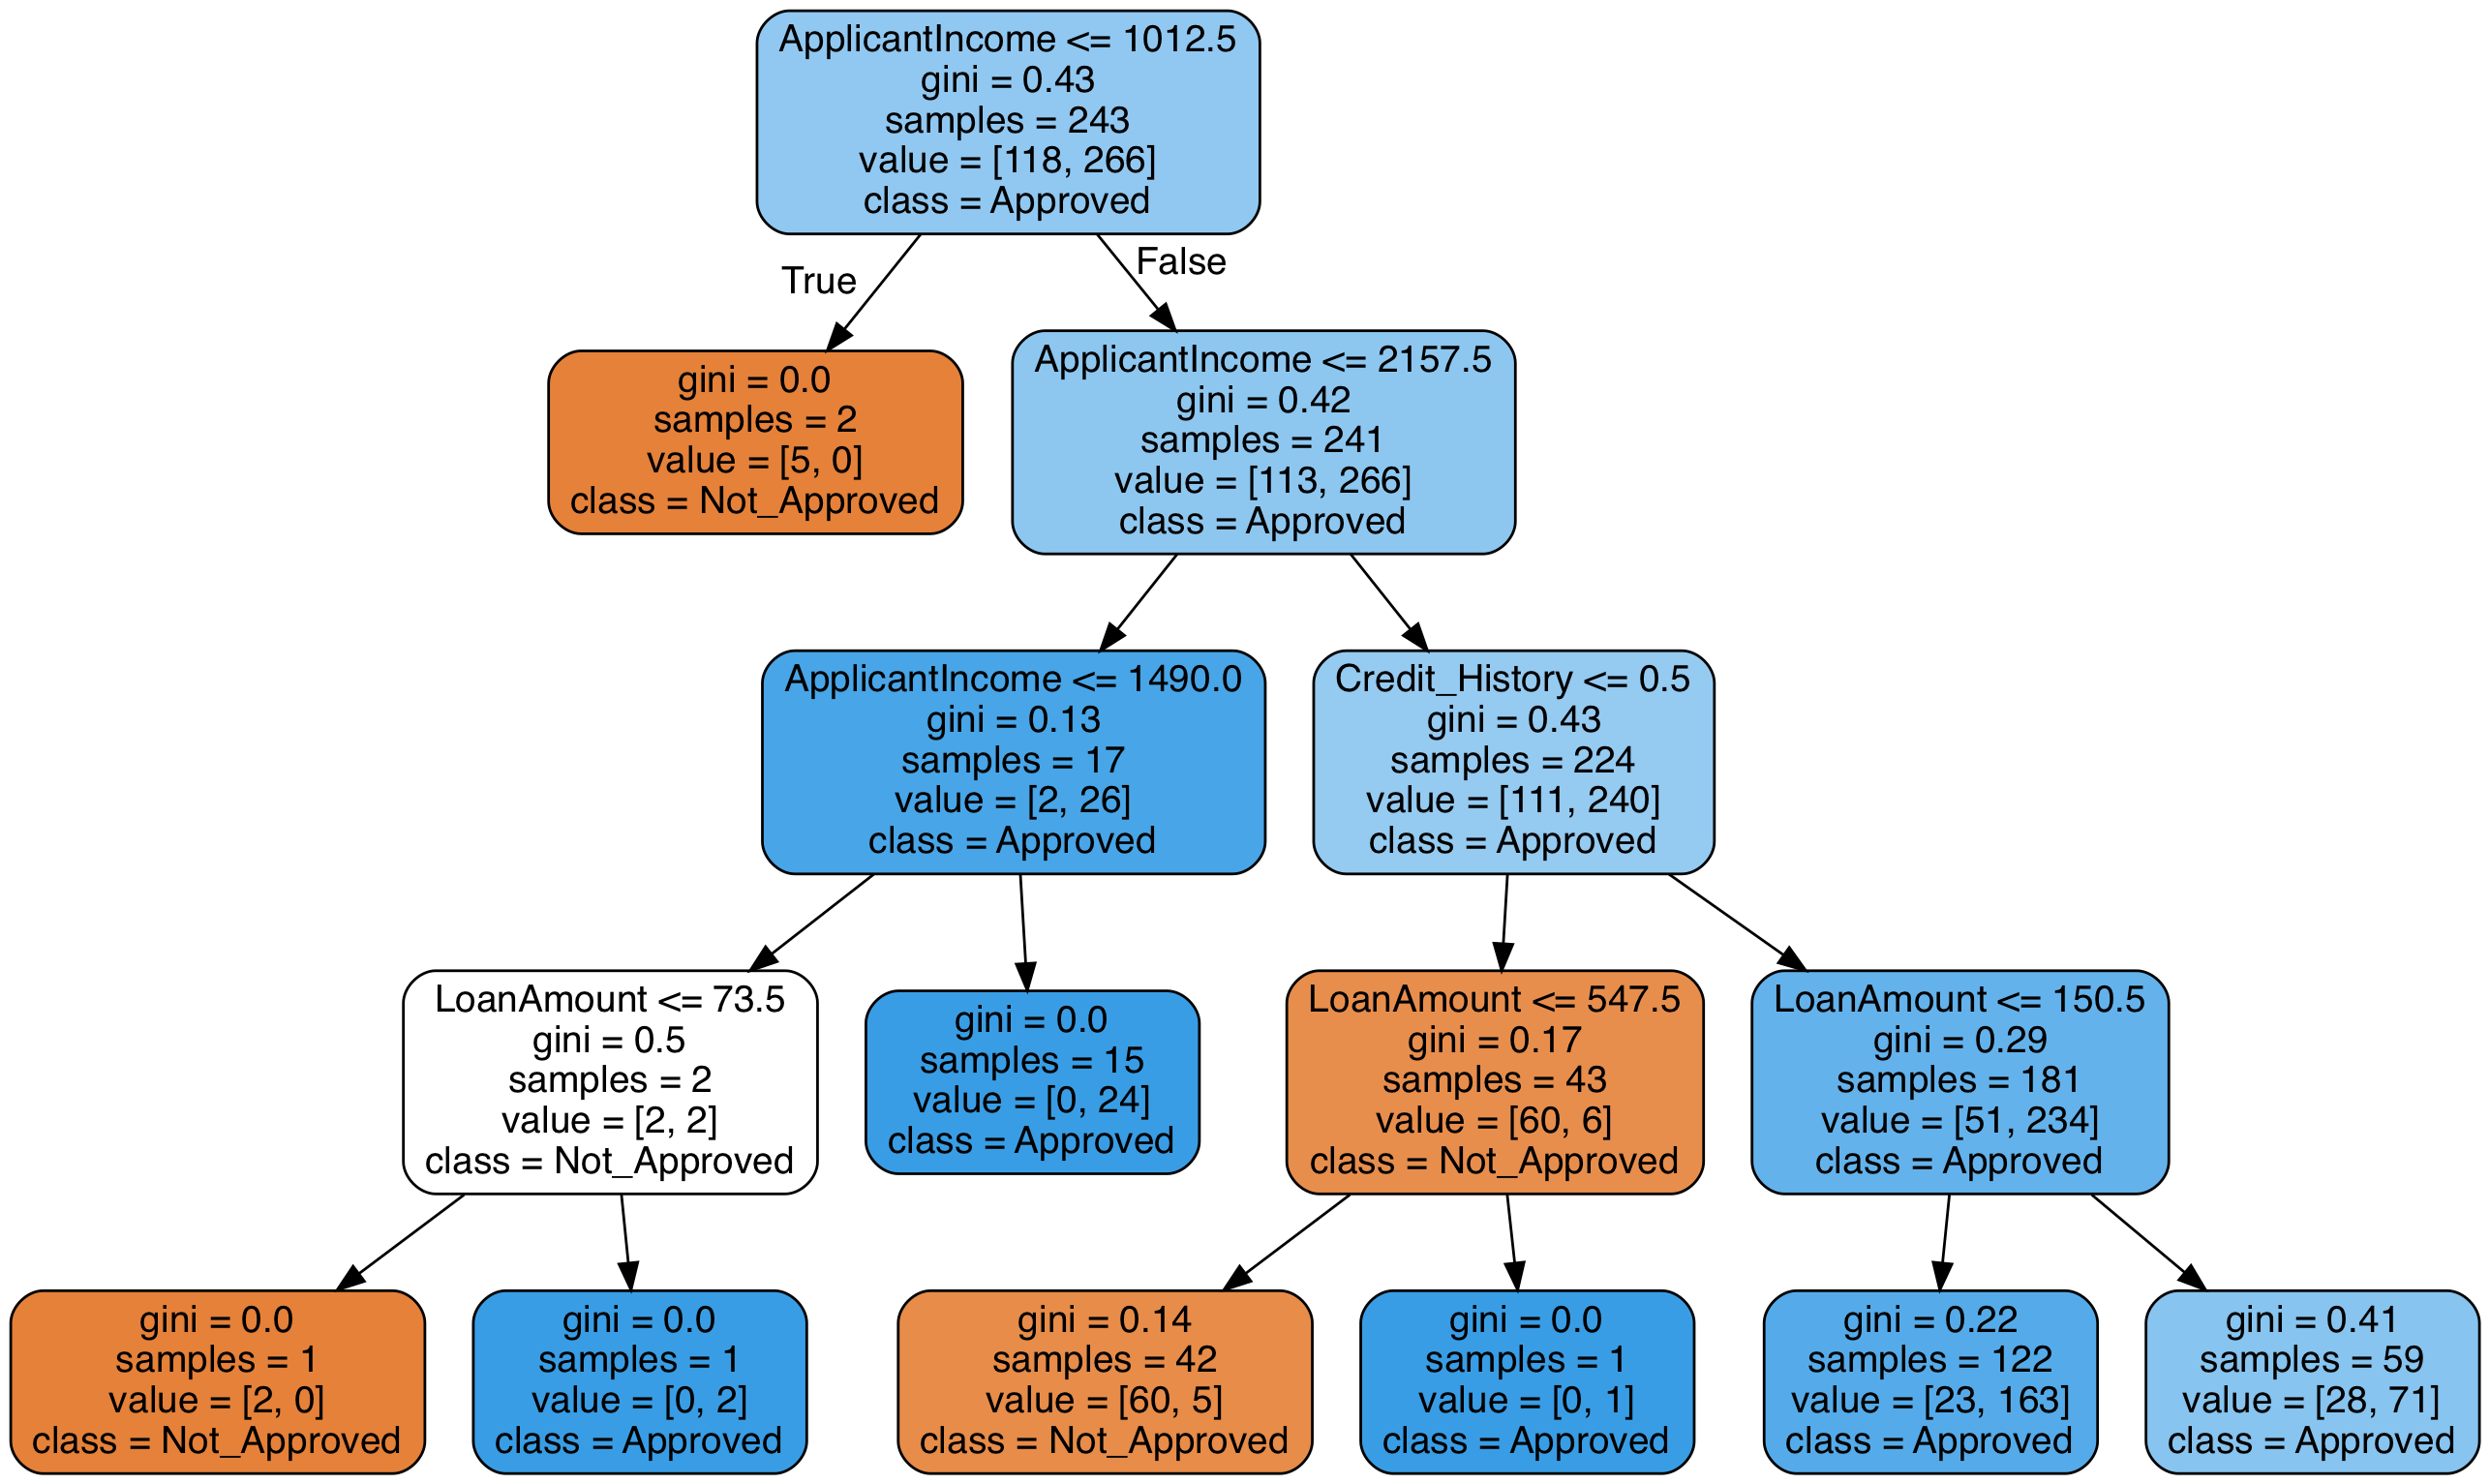 ApplicantIncome <= 1012.5
gini = 0.43
samples = 243
value = [118, 266]
class = Approved
True
False
gini = 0.0
samples = 2
value = [5, 0]
class = Not_Approved
ApplicantIncome <= 2157.5
gini = 0.42
samples = 241
value = [113, 266]
class = Approved
ApplicantIncome <= 1490.0
gini = 0.13
samples = 17
value = [2, 26]
class = Approved
Credit_History <= 0.5
gini = 0.43
samples = 224
value = [111, 240]
class = Approved
LoanAmount <= 73.5
gini = 0.5
samples = 2
value = [2, 2]
class = Not_Approved
gini = 0.0
samples = 15
value = [0, 24]
class = Approved
LoanAmount <= 547.5
gini = 0.17
samples = 43
value = [60, 6]
class = Not_Approved
LoanAmount <= 150.5
gini = 0.29
samples = 181
value = [51, 234]
class = Approved
gini = 0.0
samples = 1
value = [2, 0]
class = Not_Approved
gini = 0.0
samples = 1
value = [0, 2]
class = Approved
gini = 0.14
samples = 42
value = [60, 5]
class = Not_Approved
gini = 0.0
samples = 1
value = [0, 1]
class = Approved
gini = 0.22
samples = 122
value = [23, 163]
class = Approved
gini = 0.41
samples = 59
value = [28, 71]
class = Approved